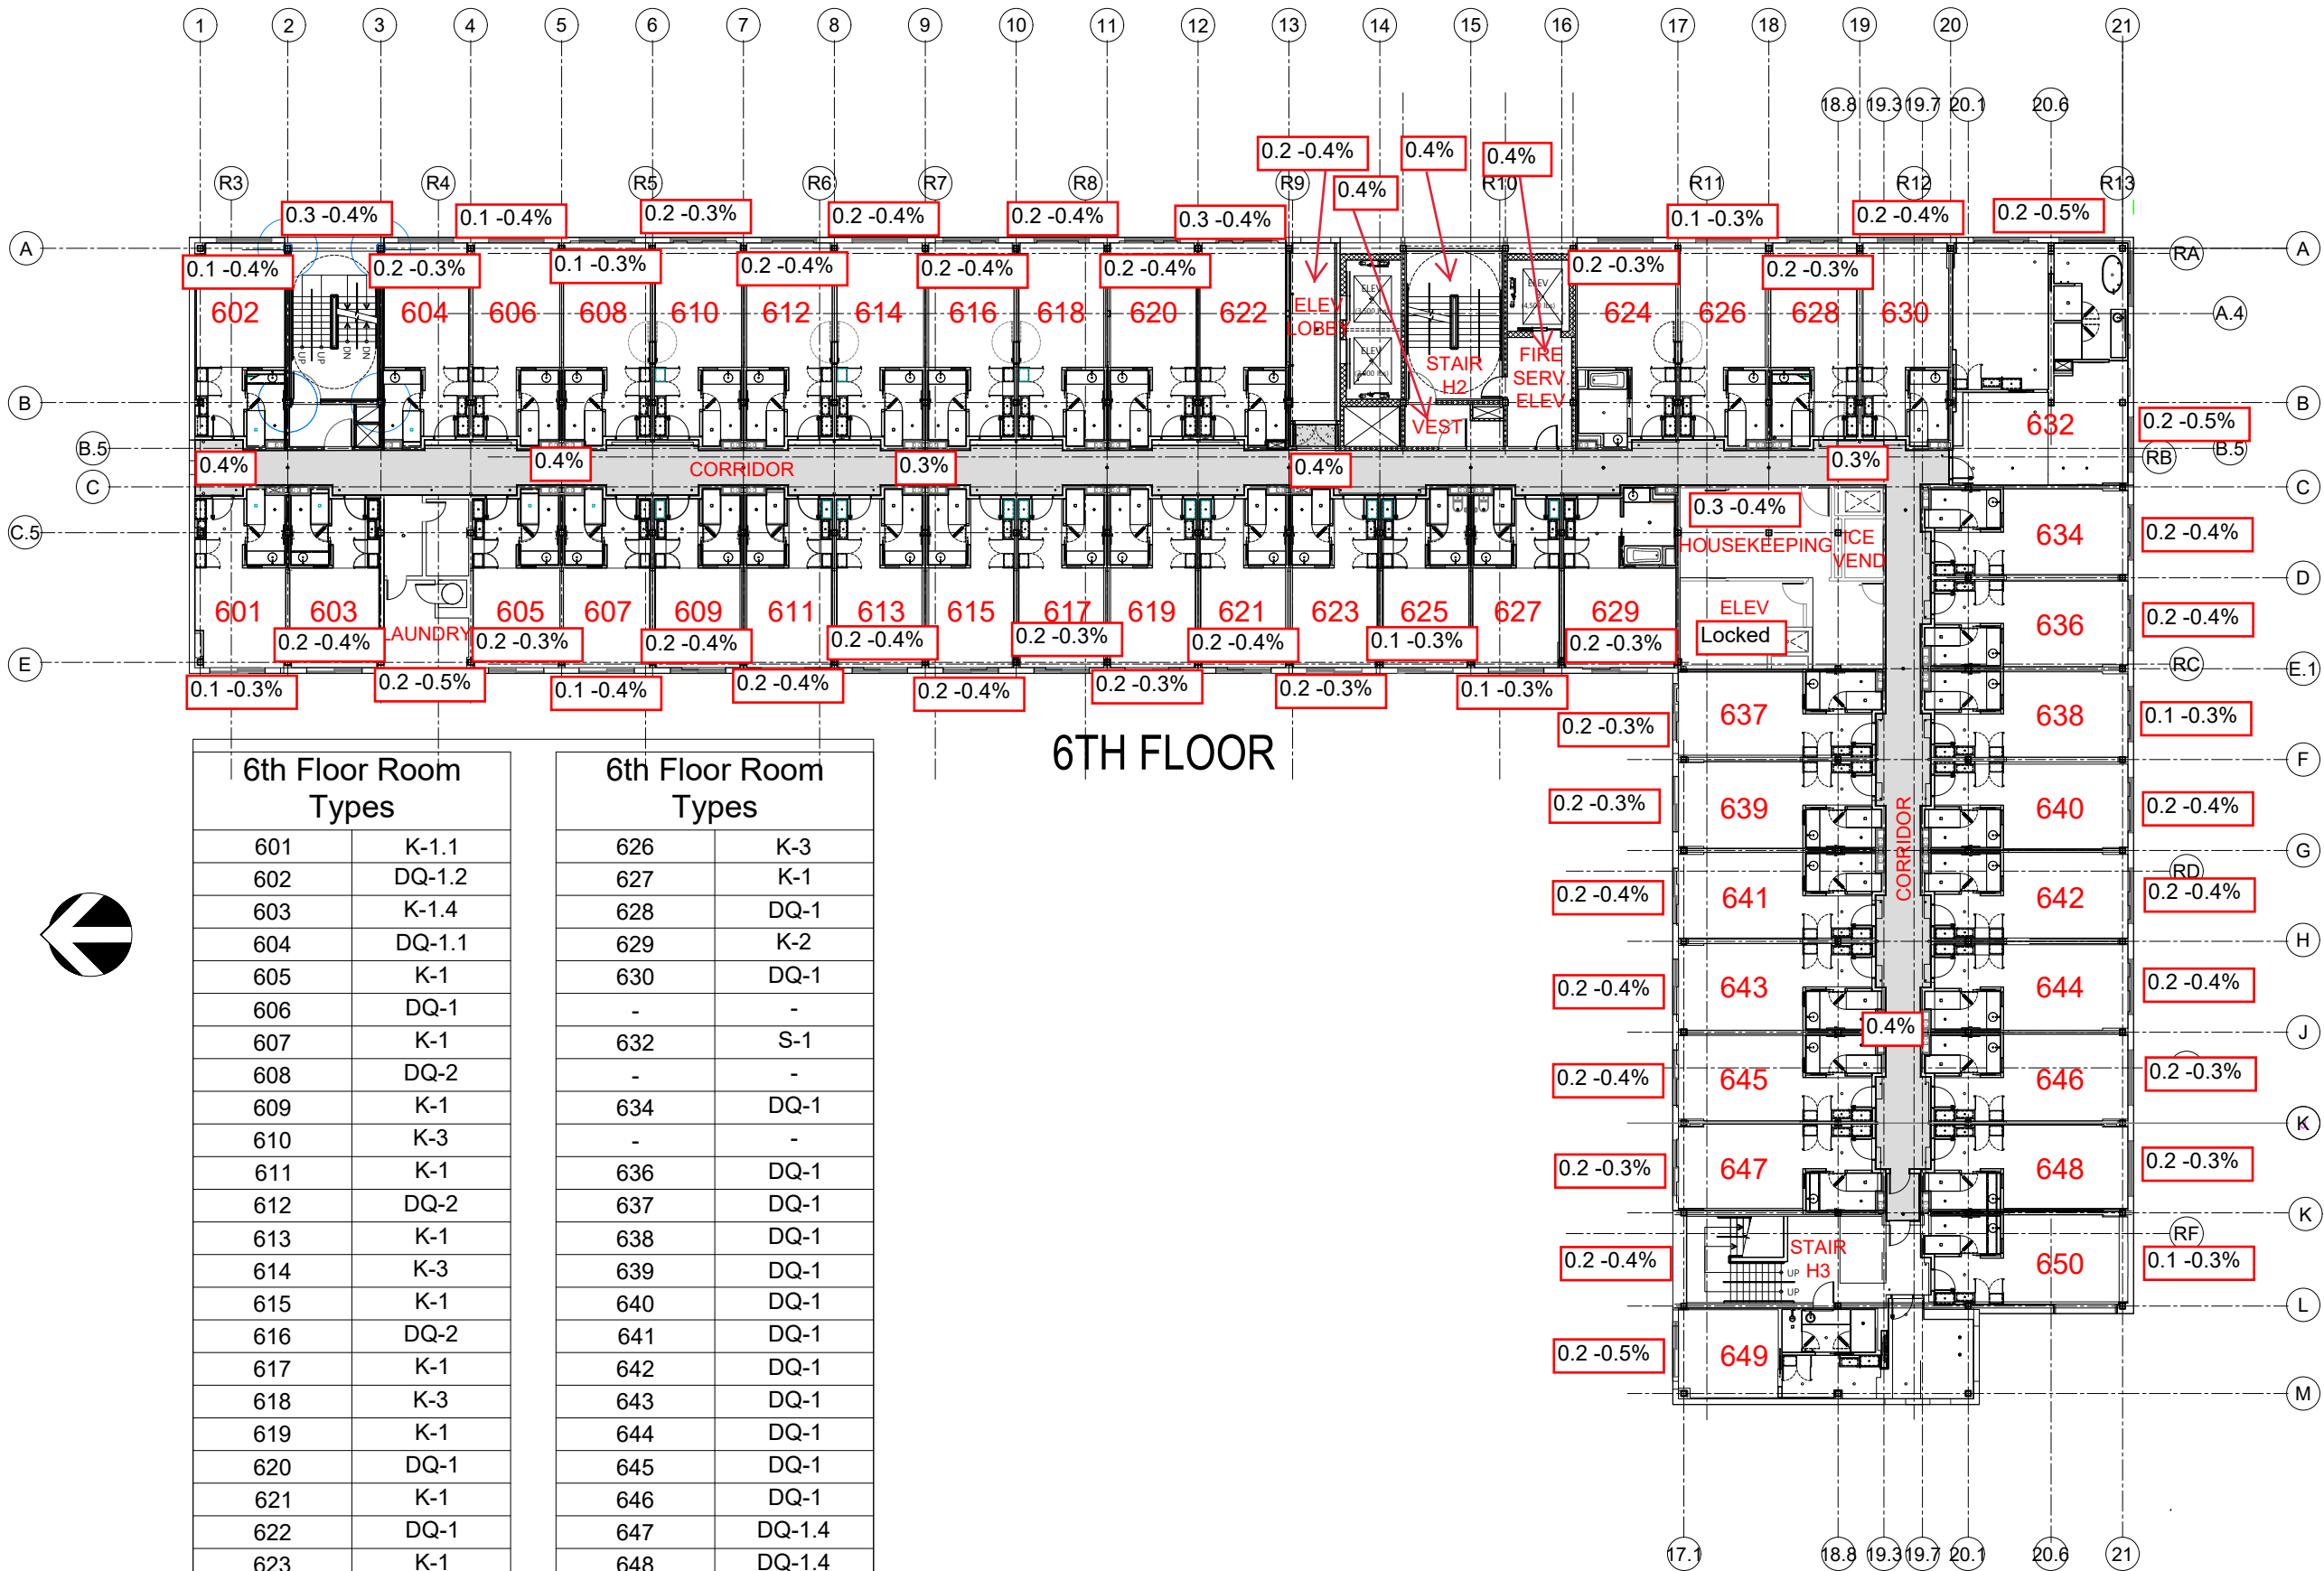 1 2 3 4 5 6 7 8 9 10 11 12 13 14 15 16 17 18 19 20 21
18.8 19.3 19.7 20.1 20.6
0.2 -0.4% 0.4% 0.4%
R3 R4 R5 R6 R7 R8 R9 0.4% R10 R11 R12 R13
0.3 -0.4% 0.1 -0.4% 0.2 -0.3% 0.2 -0.4% 0.2 -0.4% 0.3 -0.4% 0.1 -0.3% 0.2 -0.4% 0.2 -0.5%
A RA A
0.1 -0.4% 0.2 -0.3% 0.1 -0.3% 0.2 -0.4% 0.2 -0.4% 0.2 -0.4% 0.2 -0.3% 0.2 -0.3%
602 604 606 608 610 612 614 616 618 620 622 624 626 628 630 A.4
ELEV
LOBBY
ELEV
ELEV
ELEV
(4,500 lbs)
UP UP DN DN
STAIR
H2
FIRE
SERV.
ELEV
VEST
B 632 0.2 -0.5% B
B.5 RB B.5
0.4% 0.4% CORRIDOR 0.3% 0.4% 0.3%
C C
0.3 -0.4%
C.5 HOUSEKEEPING ICE
VEND
634 0.2 -0.4%
D
601 603 605 607 609 611 613 615 617 619 621 623 625 627 629 ELEV 636 0.2 -0.4%
LAUNDRY Locked
0.2 -0.4% 0.2 -0.3% 0.2 -0.4% 0.2 -0.4% 0.2 -0.3% 0.2 -0.4% 0.1 -0.3% 0.2 -0.3%
E RC E.1
0.1 -0.3% 0.2 -0.5% 0.1 -0.4% 0.2 -0.4% 0.2 -0.4% 0.2 -0.3% 0.2 -0.3% 0.1 -0.3%
0.2 -0.3% 637 638 0.1 -0.3%
6TH FLOOR
F
0.2 -0.3% 639 640 0.2 -0.4%
CORRIDOR
G
RD
0.2 -0.4% 641 642 0.2 -0.4%
H
0.2 -0.4% 643 644 0.2 -0.4%
0.4%
J
0.2 -0.4% 645 646 0.2 -0.3%
K
0.2 -0.3% 647 648 0.2 -0.3%
K
RF
0.2 -0.4% STAIR
H3
UP
UP
650 0.1 -0.3%
L
0.2 -0.5% 649
M
17.1 18.8 19.3 19.7 20.1 20.6 21
6th Floor Room
Types
601 K-1.1
602 DQ-1.2
603 K-1.4
604 DQ-1.1
605 K-1
606 DQ-1
607 K-1
608 DQ-2
609 K-1
610 K-3
611 K-1
612 DQ-2
613 K-1
614 K-3
615 K-1
616 DQ-2
617 K-1
618 K-3
619 K-1
620 DQ-1
621 K-1
622 DQ-1
623 K-1
6th Floor Room
Types
626 K-3
627 K-1
628 DQ-1
629 K-2
630 DQ-1
- -
632 S-1
- -
634 DQ-1
- -
636 DQ-1
637 DQ-1
638 DQ-1
639 DQ-1
640 DQ-1
641 DQ-1
642 DQ-1
643 DQ-1
644 DQ-1
645 DQ-1
646 DQ-1
647 DQ-1.4
648 DQ-1.4